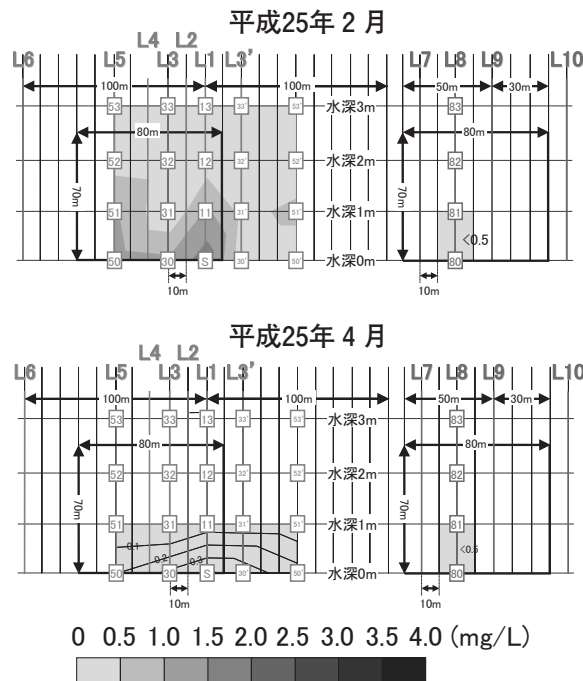 平成25年 2 月
L4
L2
L6 L5 L3 L1 L3’ L7 L8 L9 L10
100m 100m 50m 30m
53 33 13 33' 53' 水深3m 83
80m 80m
52 32 12 32' 52' 水深2m 82
70m 70m
51 31 11 31' 51' 水深1m 81
<0.5
50 30 S 30' 50' 水深0m 80
10m 10m
平成25年 4 月
L4
L2
L6 L5 L3 L1 L3’ L7 L8 L9 L10
100m 100m 50m 30m
53 33 13 33' 53' 水深3m 83
80m 80m
52 32 12 32' 52' 水深2m 82
70m 70m
51 31 11 31' 51' 水深1m 81
0.1 0.2 0.3 <0.5
50 30 S 30' 50' 水深0m 80
10m 10m
0 0.5 1.0 1.5 2.0 2.5 3.0 3.5 4.0 (mg/L)